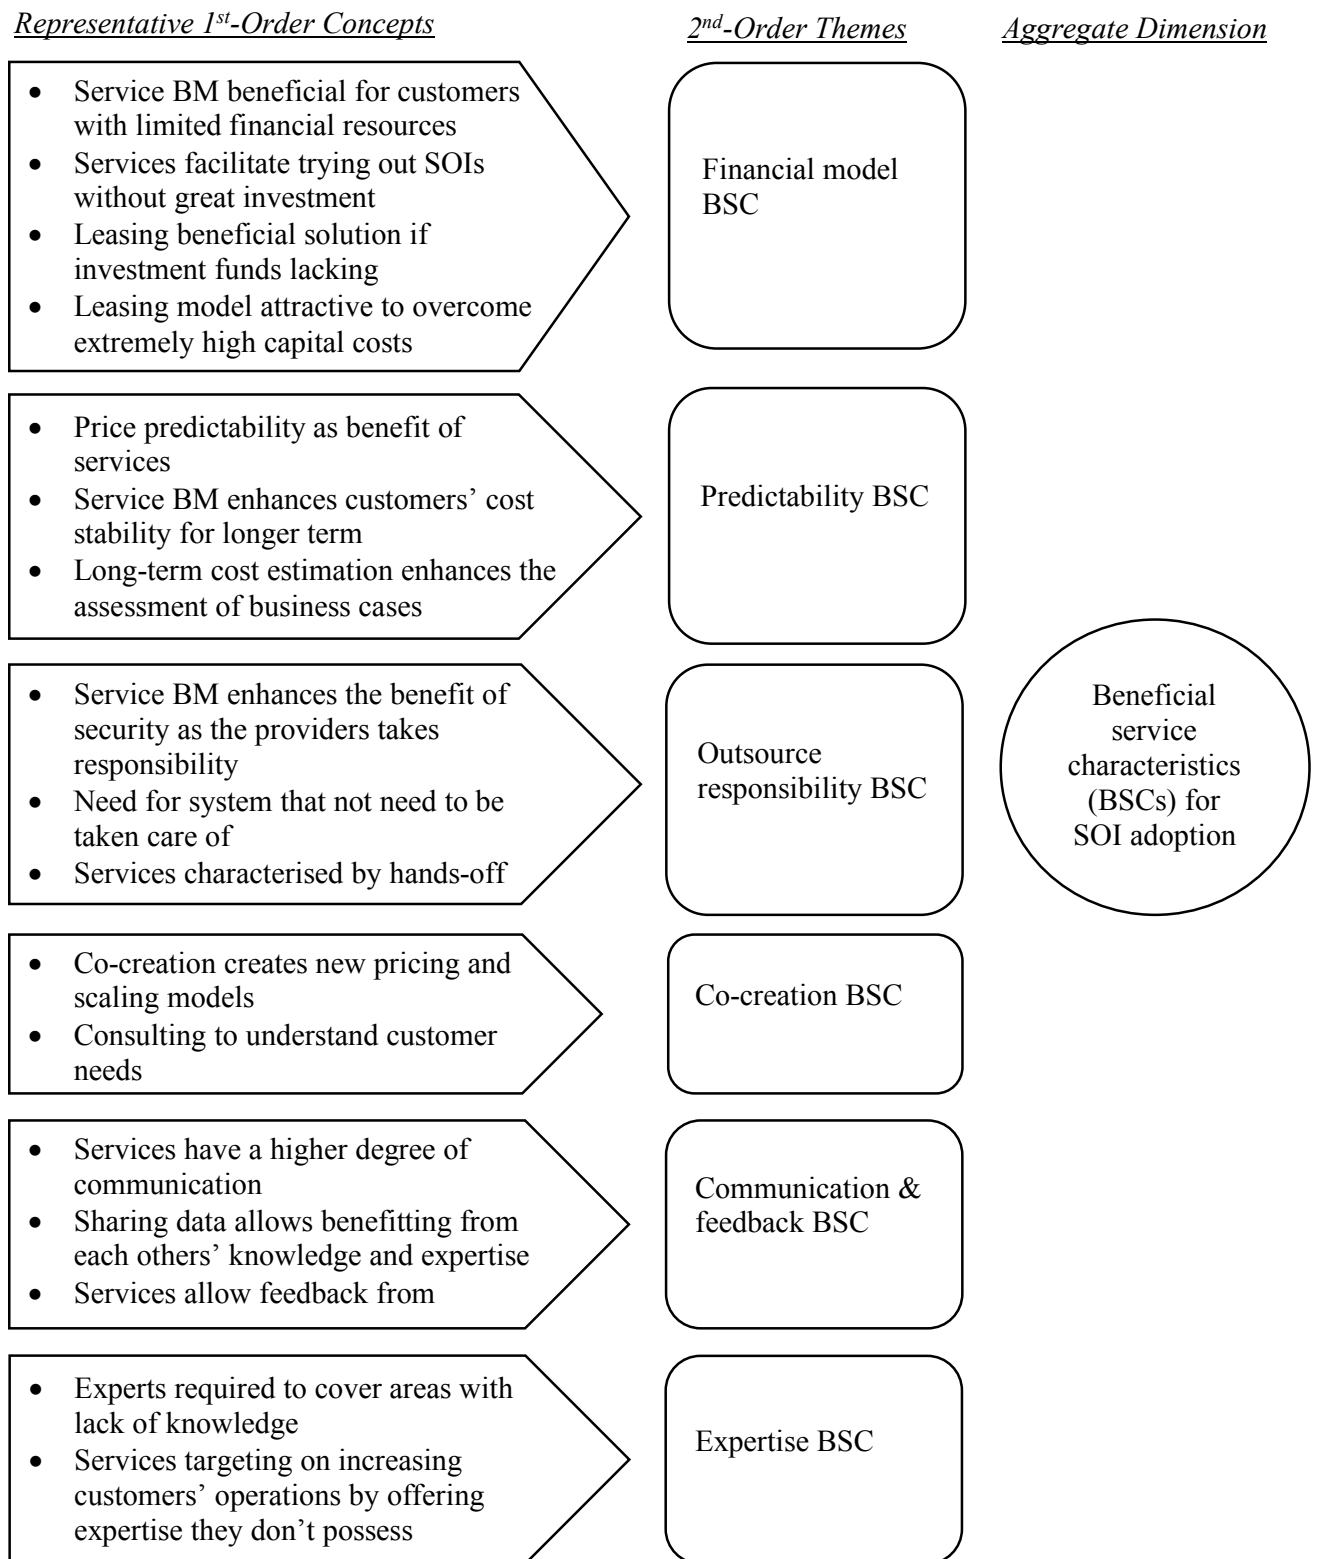 Representative 1st-Order Concepts
2nd-Order Themes
Aggregate Dimension
• Service BM beneficial for customers
with limited financial resources
• Services facilitate trying out SOIs
without great investment
• Leasing beneficial solution if
investment funds lacking
• Leasing model attractive to overcome
extremely high capital costs
Financial model
BSC
• Price predictability as benefit of
services
• Service BM enhances customers’ cost
stability for longer term
• Long-term cost estimation enhances the
assessment of business cases
Predictability BSC
• Service BM enhances the benefit of
security as the providers takes
responsibility
• Need for system that not need to be
taken care of
• Services characterised by hands-off
Outsource
responsibility BSC
Beneficial
service
characteristics
(BSCs) for
SOI adoption
• Co-creation creates new pricing and
scaling models
• Consulting to understand customer
needs
Co-creation BSC
• Services have a higher degree of
communication
• Sharing data allows benefitting from
each others’ knowledge and expertise
• Services allow feedback from
Communication &
feedback BSC
• Experts required to cover areas with
lack of knowledge
• Services targeting on increasing
customers’ operations by offering
expertise they don’t possess
Expertise BSC